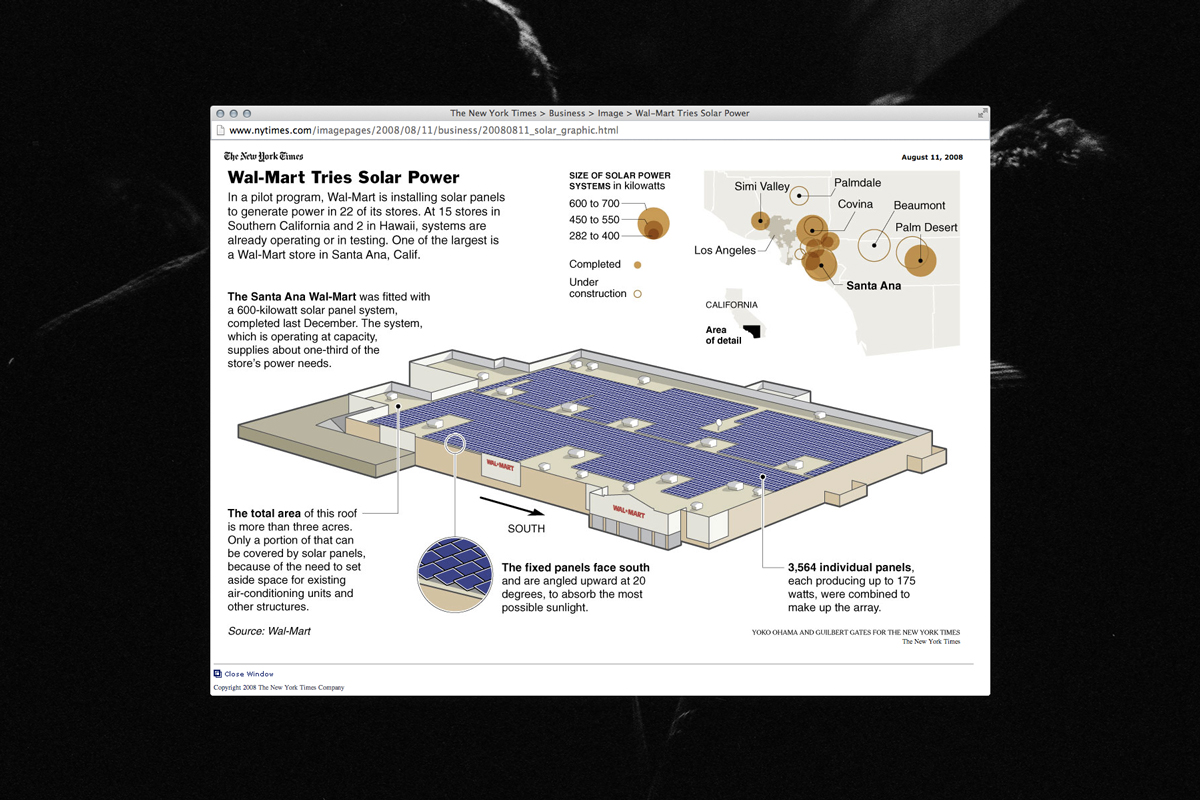 The New York Times > Business > Image > Wal-Mart Tries Solar Power
www.nytimes.com/imagepages/2008/08/11/business/20080811_solar_graphic.html
The New York Times
August 11, 2008
Wal-Mart Tries Solar Power
In a pilot program, Wal-Mart is installing solar panels
to generate power in 22 of its stores. At 15 stores in
Southern California and 2 in Hawaii, systems are
already operating or in testing. One of the largest is
a Wal-Mart store in Santa Ana, Calif.
SIZE OF SOLAR POWER
SYSTEMS in kilowatts
600 to 700
450 to 550
282 to 400
Completed
Under
construction
Simi Valley
Palmdale
Covina
Beaumont
Palm Desert
Los Angeles
Santa Ana
CALIFORNIA
Area
of detail
The Santa Ana Wal-Mart was fitted with
a 600-kilowatt solar panel system,
completed last December. The system,
which is operating at capacity,
supplies about one-third of the
store's power needs.
WAL★MART
WAL★MART
SOUTH
The total area of this roof
is more than three acres.
Only a portion of that can
be covered by solar panels,
because of the need to set
aside space for existing
air-conditioning units and
other structures.
The fixed panels face south
and are angled upward at 20
degrees, to absorb the most
possible sunlight.
3,564 individual panels,
each producing up to 175
watts, were combined to
make up the array.
Source: Wal-Mart
YOKO OHAMA AND GUILBERT GATES FOR THE NEW YORK TIMES
The New York Times
Close Window
Copyright 2008 The New York Times Company